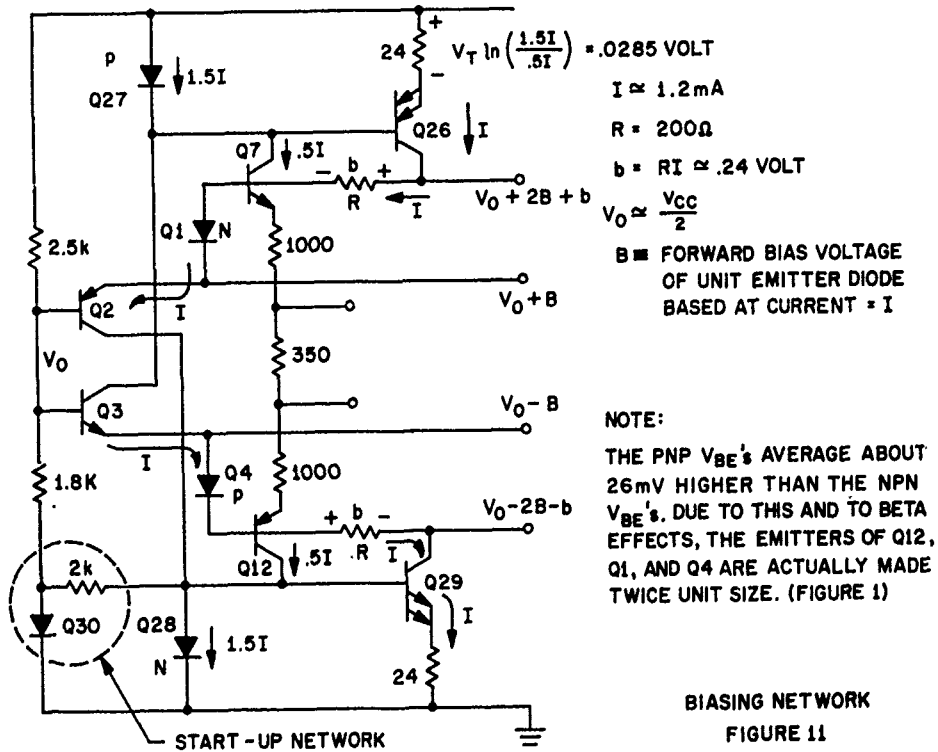 p
Q27
1.5I
24
+
-
V_T ln(1.5I/.5I) = .0285 VOLT
I ≃ 1.2mA
R = 200Ω
b = RI ≃ .24 VOLT
V_O ≃ V_CC/2
B ≡ FORWARD BIAS VOLTAGE
OF UNIT EMITTER DIODE
BASED AT CURRENT = I
Q26
I
Q7
.5I
- b +
R
I
V_O + 2B + b
Q1
N
1000
2.5k
Q2
I
V_O + B
V_O
350
Q3
V_O - B
I
1.8K
Q4
p
1000
+ b -
.R
I
V_O-2B-b
Q12
.5I
Q29
I
2k
Q30
Q28
N
1.5I
24
START-UP NETWORK
NOTE:
THE PNP V_BE's AVERAGE ABOUT
26mV HIGHER THAN THE NPN
V_BE's. DUE TO THIS AND TO BETA
EFFECTS, THE EMITTERS OF Q12,
Q1, AND Q4 ARE ACTUALLY MADE
TWICE UNIT SIZE. (FIGURE 1)
BIASING NETWORK
FIGURE 11